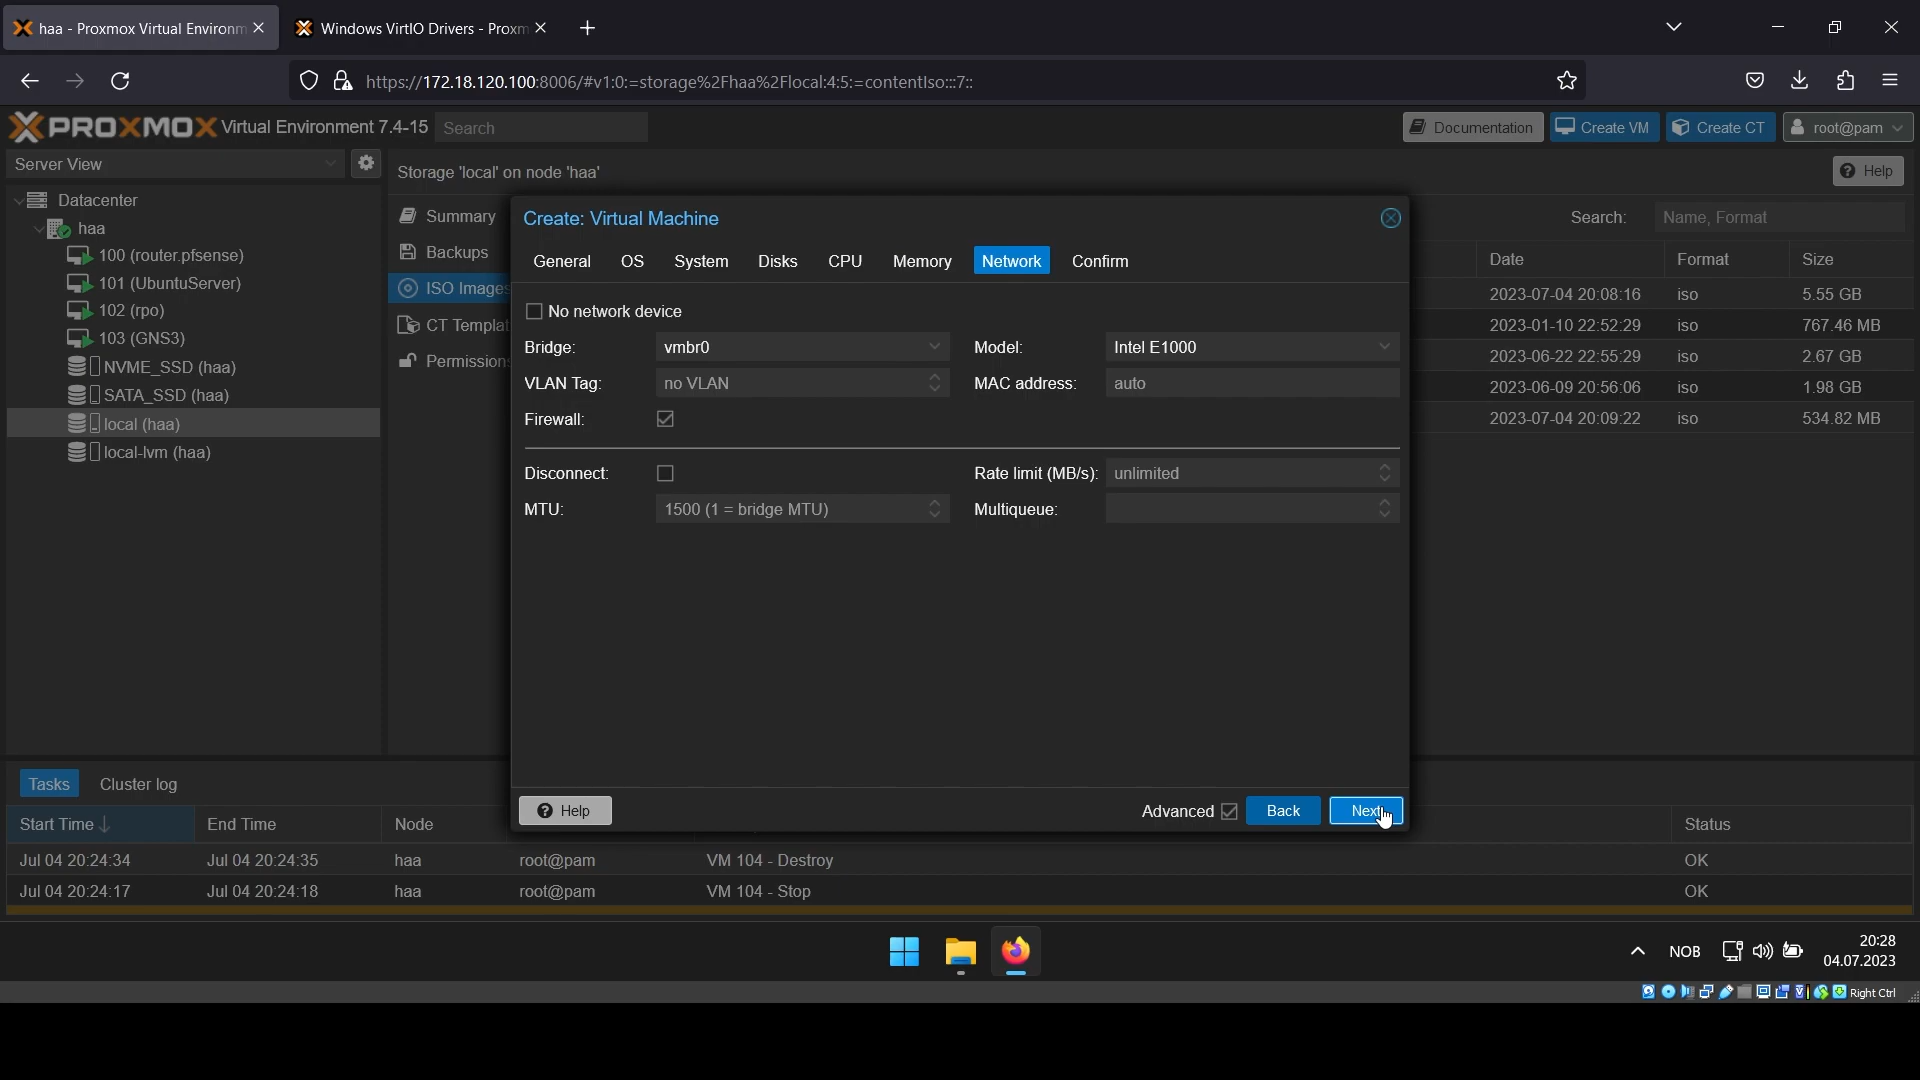 haa - Proxmox Virtual Environm
Windows VirtIO Drivers - Proxm
https://172.18.120.100:8006/#v1:0:=storage%2Fhaa%2Flocal:4:5:=contentIso:::7::
PROXMOX Virtual Environment 7.4-15
Search
Documentation
Create VM
Create CT
root@pam
Server View
Storage 'local' on node 'haa'
Help
Datacenter
haa
100 (router.pfsense)
101 (UbuntuServer)
102 (rpo)
103 (GNS3)
NVME_SSD (haa)
SATA_SSD (haa)
local (haa)
local-lvm (haa)
Summary
Backups
ISO Images
CT Templat
Permissions
Search:
Name, Format
Date Format Size
2023-07-04 20:08:16 iso 5.55 GB
2023-01-10 22:52:29 iso 767.46 MB
2023-06-22 22:55:29 iso 2.67 GB
2023-06-09 20:56:06 iso 1.98 GB
2023-07-04 20:09:22 iso 534.82 MB
Create: Virtual Machine
General OS System Disks CPU Memory Network Confirm
No network device
Bridge: vmbr0 Model: Intel E1000
VLAN Tag: no VLAN MAC address: auto
Firewall:
Disconnect: Rate limit (MB/s): unlimited
MTU: 1500 (1 = bridge MTU) Multiqueue:
Help
Advanced
Back
Next
Tasks Cluster log
Start Time End Time Node Status
Jul 04 20:24:34 Jul 04 20:24:35 haa root@pam VM 104 - Destroy OK
Jul 04 20:24:17 Jul 04 20:24:18 haa root@pam VM 104 - Stop OK
NOB
20:28
04.07.2023
Right Ctrl